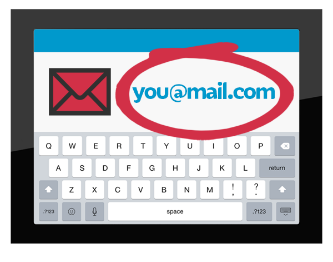 you@mail.com
Q W E R T Y U I O P
A S D F G H J K L return
Z X C V B N M ! , ? .
.?123 space .?123